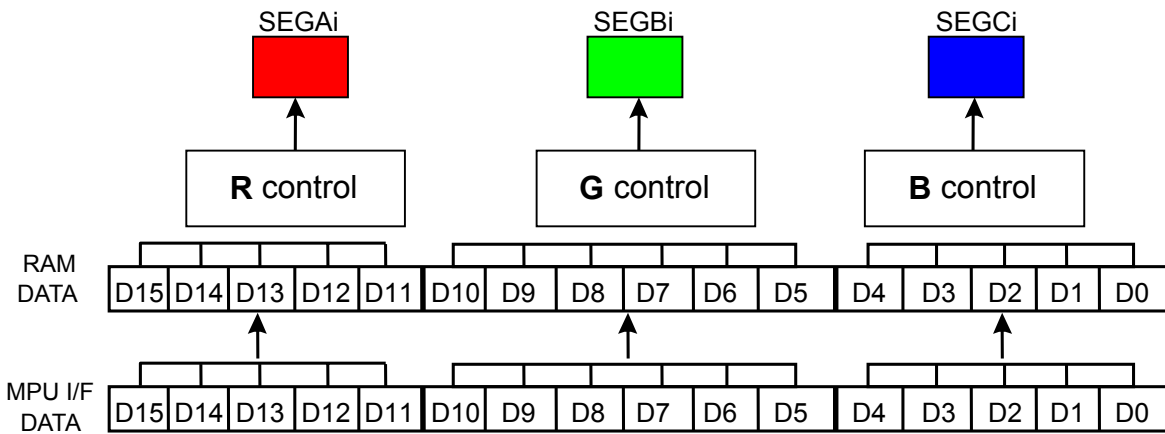 SEGAi SEGBi SEGCi
R control G control B control
RAM
DATA
D15 D14 D13 D12 D11 D10 D9 D8 D7 D6 D5 D4 D3 D2 D1 D0
MPU I/F
DATA
D15 D14 D13 D12 D11 D10 D9 D8 D7 D6 D5 D4 D3 D2 D1 D0